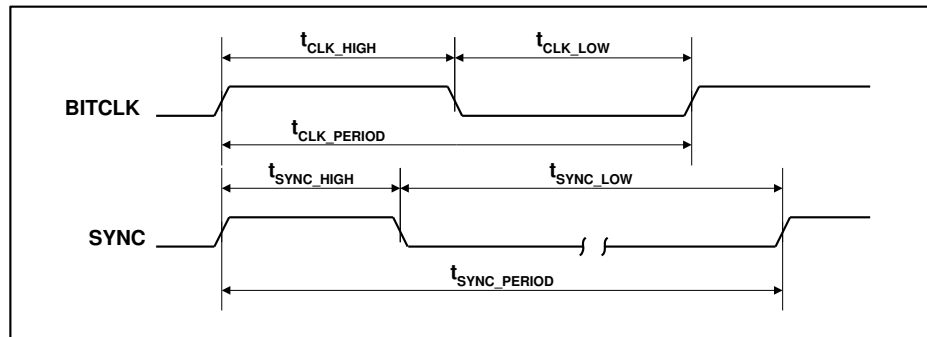 tCLK_HIGH tCLK_LOW
BITCLK
tCLK_PERIOD
tSYNC_HIGH tSYNC_LOW
SYNC
tSYNC_PERIOD